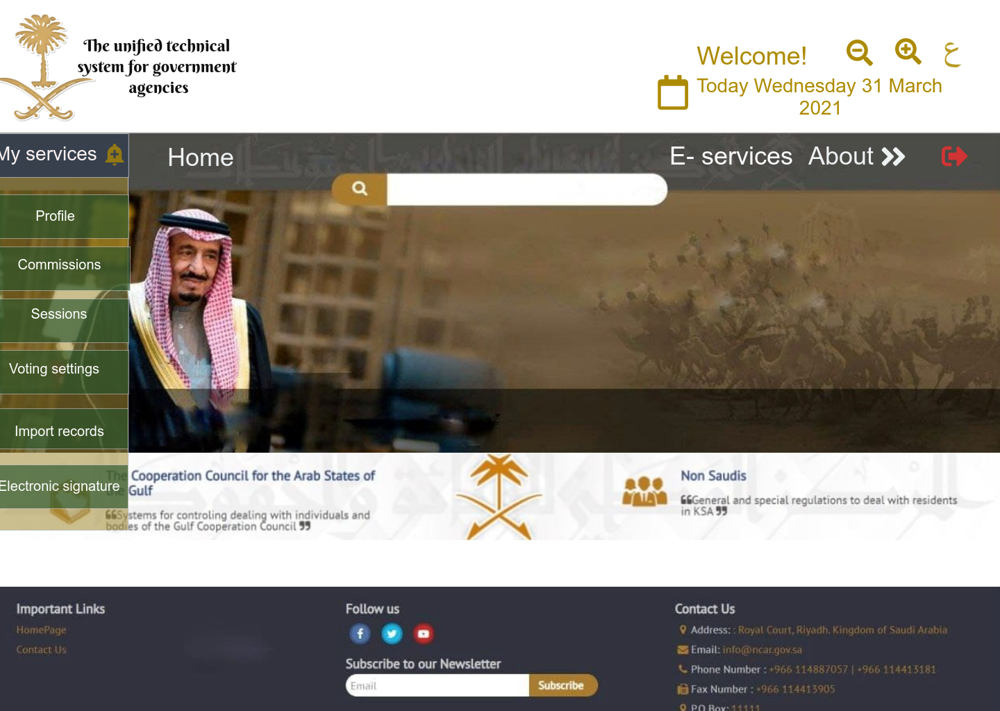 The unified technical
system for government
agencies
Welcome!
ع
Today Wednesday 31 March
2021
My services
Home
E- services
About
Profile
Commissions
Sessions
Voting settings
Import records
Electronic signature
The Cooperation Council for the Arab States of
the Gulf
❝Systems for controling dealing with individuals and
bodies of the Gulf Cooperation Council ❞
Non Saudis
❝General and special regulations to deal with residents
in KSA ❞
Important Links
HomePage
Contact Us
Follow us
Subscribe to our Newsletter
Email
Subscribe
Contact Us
Address: : Royal Court, Riyadh. Kingdom of Saudi Arabia
Email: info@ncar.gov.sa
Phone Number : +966 114887057 | +966 114413181
Fax Number : +966 114413905
P.O Box: 11111